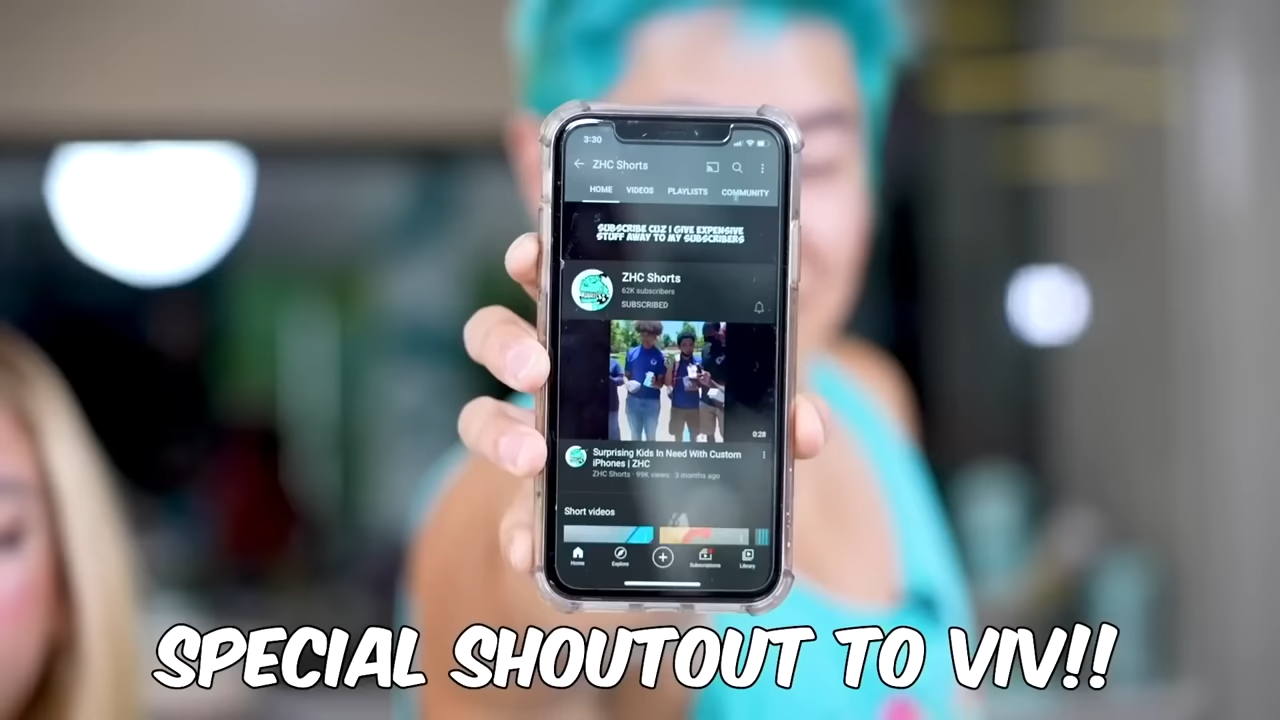 3:30
ZHC Shorts
HOME VIDEOS PLAYLISTS COMMUNITY
SUBSCRIBE CUZ I GIVE EXPENSIVE
STUFF AWAY TO MY SUBSCRIBERS
ZHC Shorts
62K subscribers
SUBSCRIBED
0:28
Surprising Kids In Need With Custom
iPhones | ZHC
ZHC Shorts · 99K views · 3 months ago
Short videos
Home Explore Subscriptions Library
SPECIAL SHOUTOUT TO VIV!!